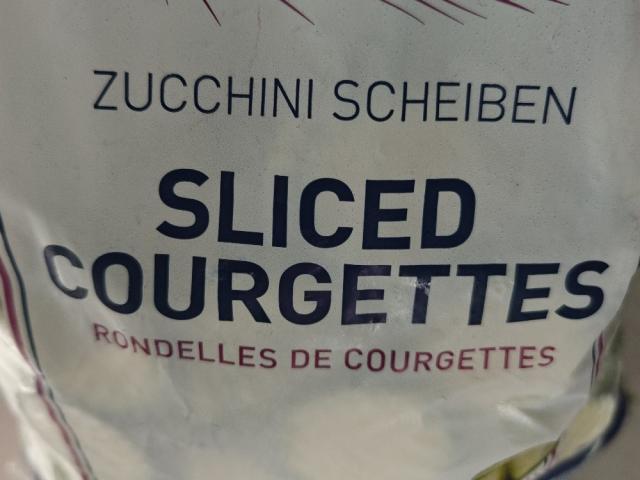 ZUCCHINI SCHEIBEN
SLICED
COURGETTES
RONDELLES DE COURGETTES